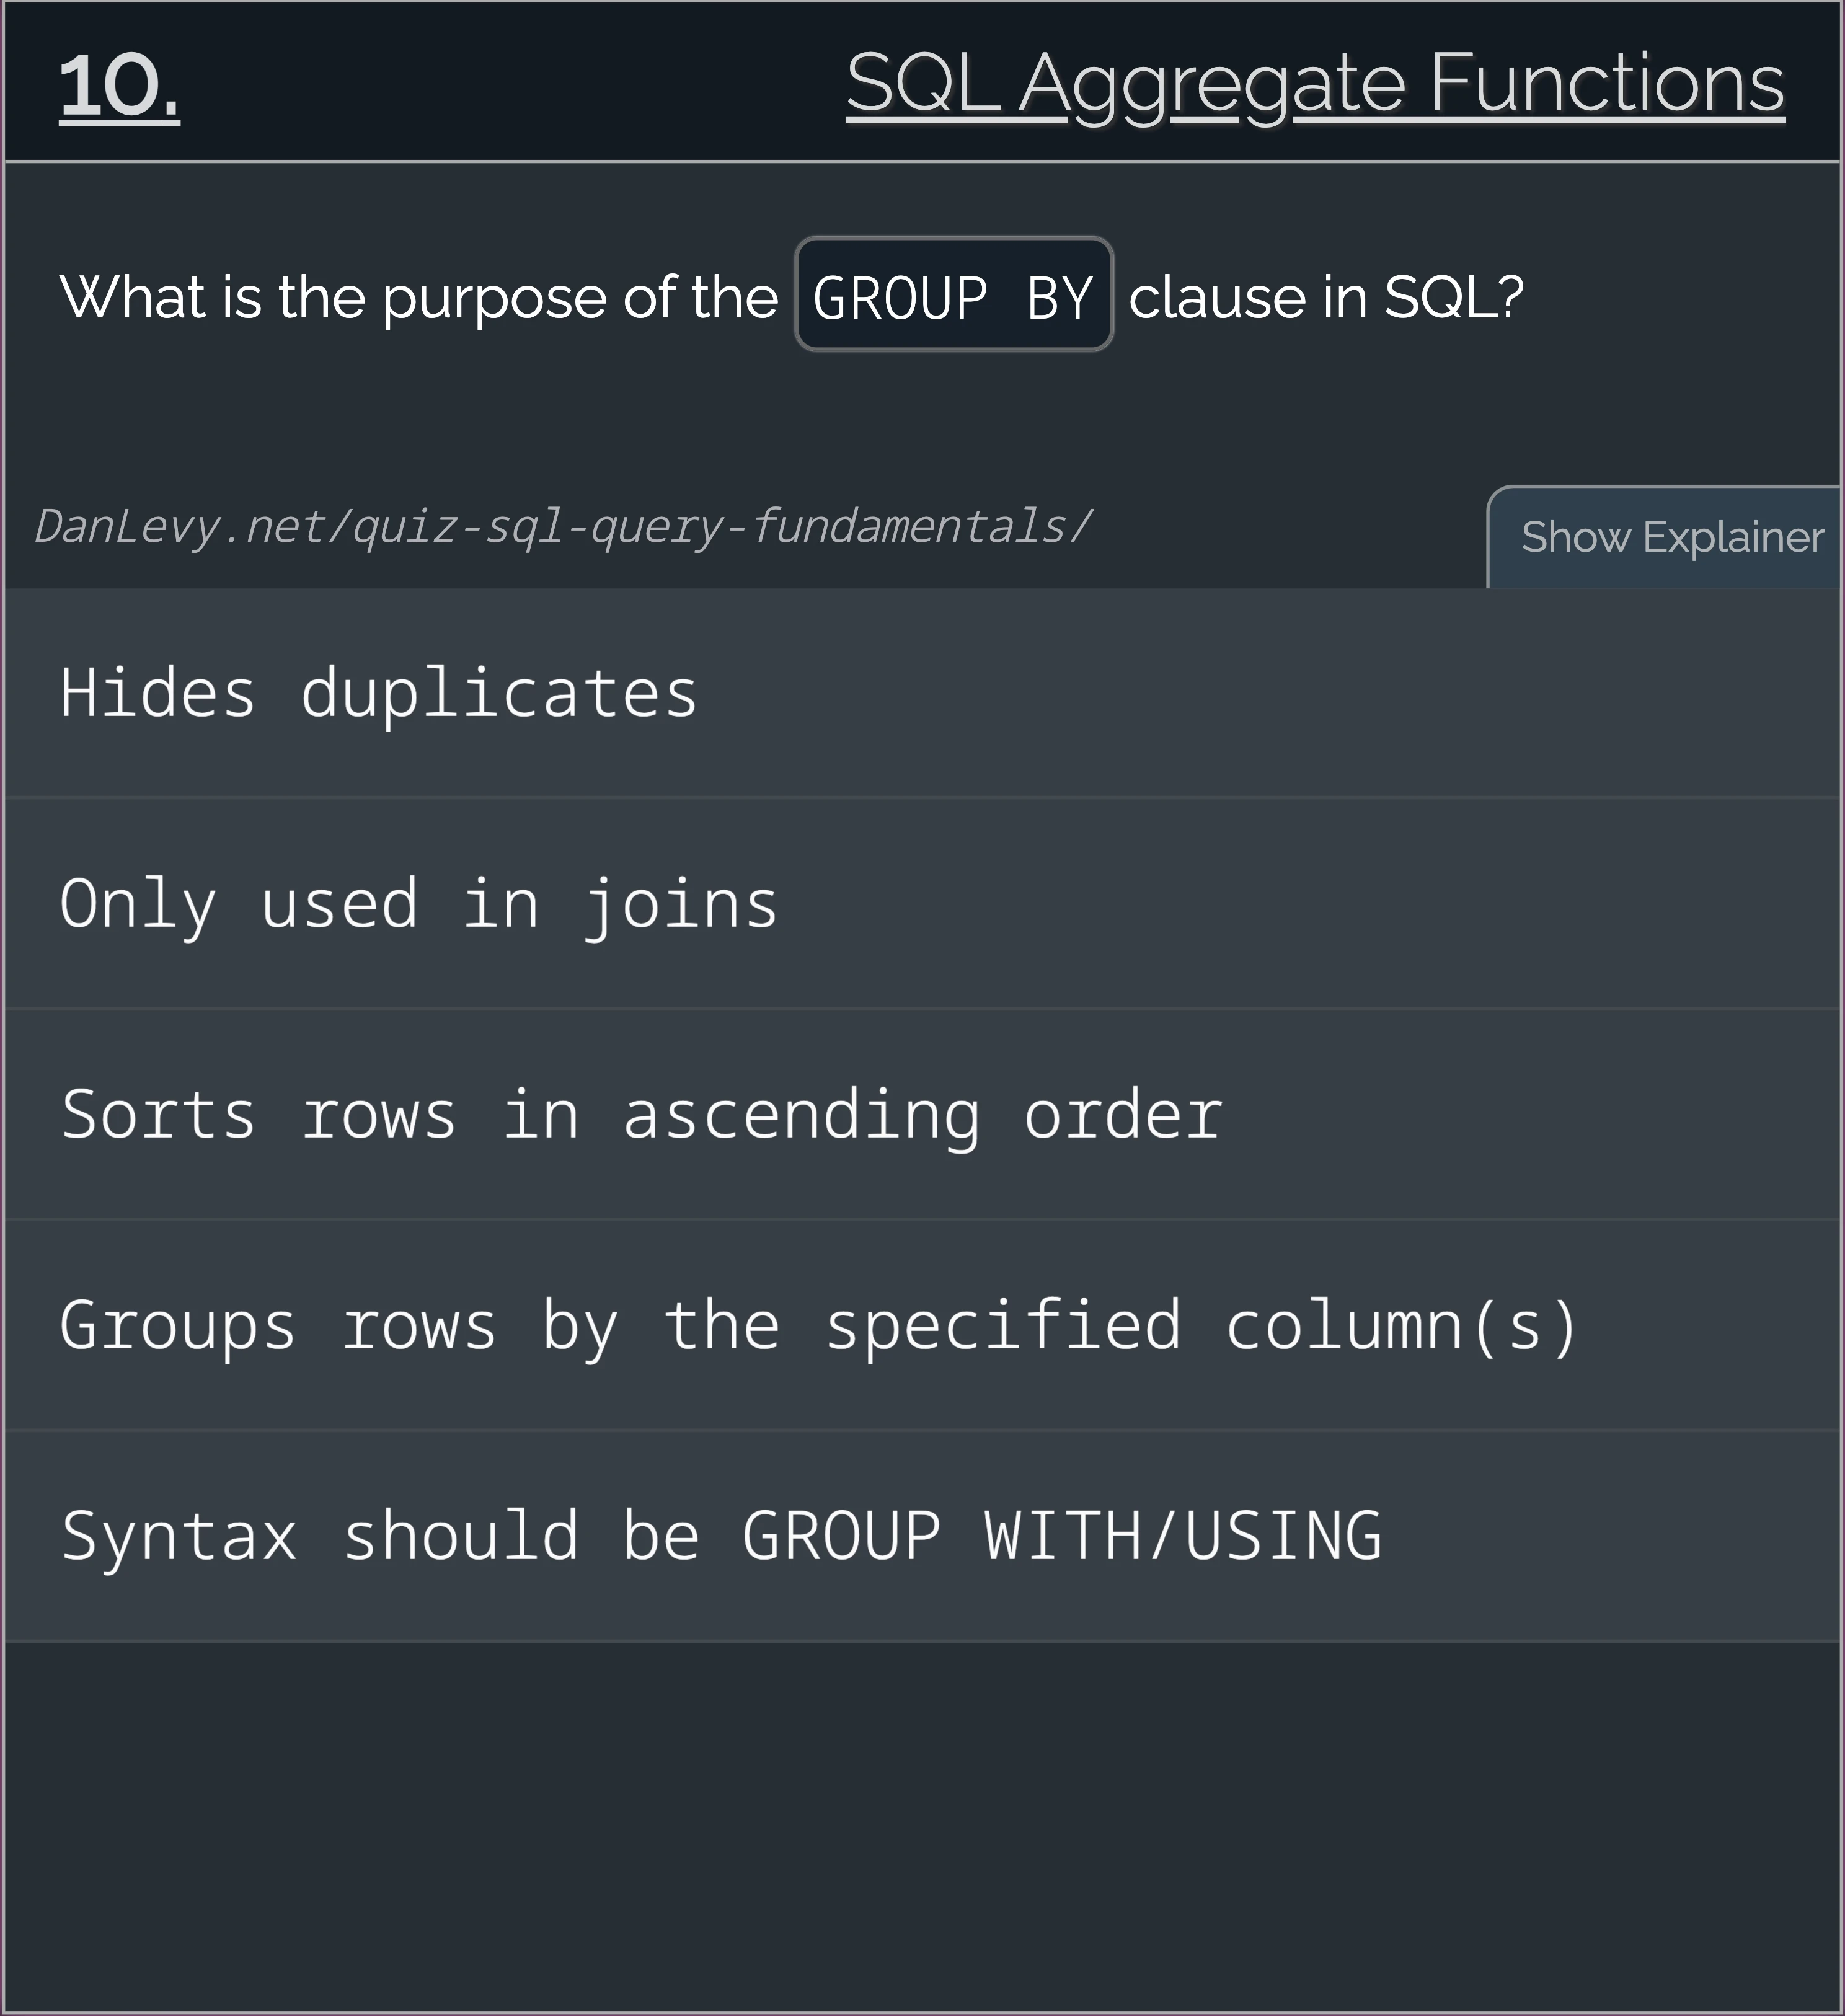 10.
SQL Aggregate Functions
What is the purpose of the GROUP BY clause in SQL?
DanLevy.net/quiz-sql-query-fundamentals/
Show Explainer
Hides duplicates
Only used in joins
Sorts rows in ascending order
Groups rows by the specified column(s)
Syntax should be GROUP WITH/USING